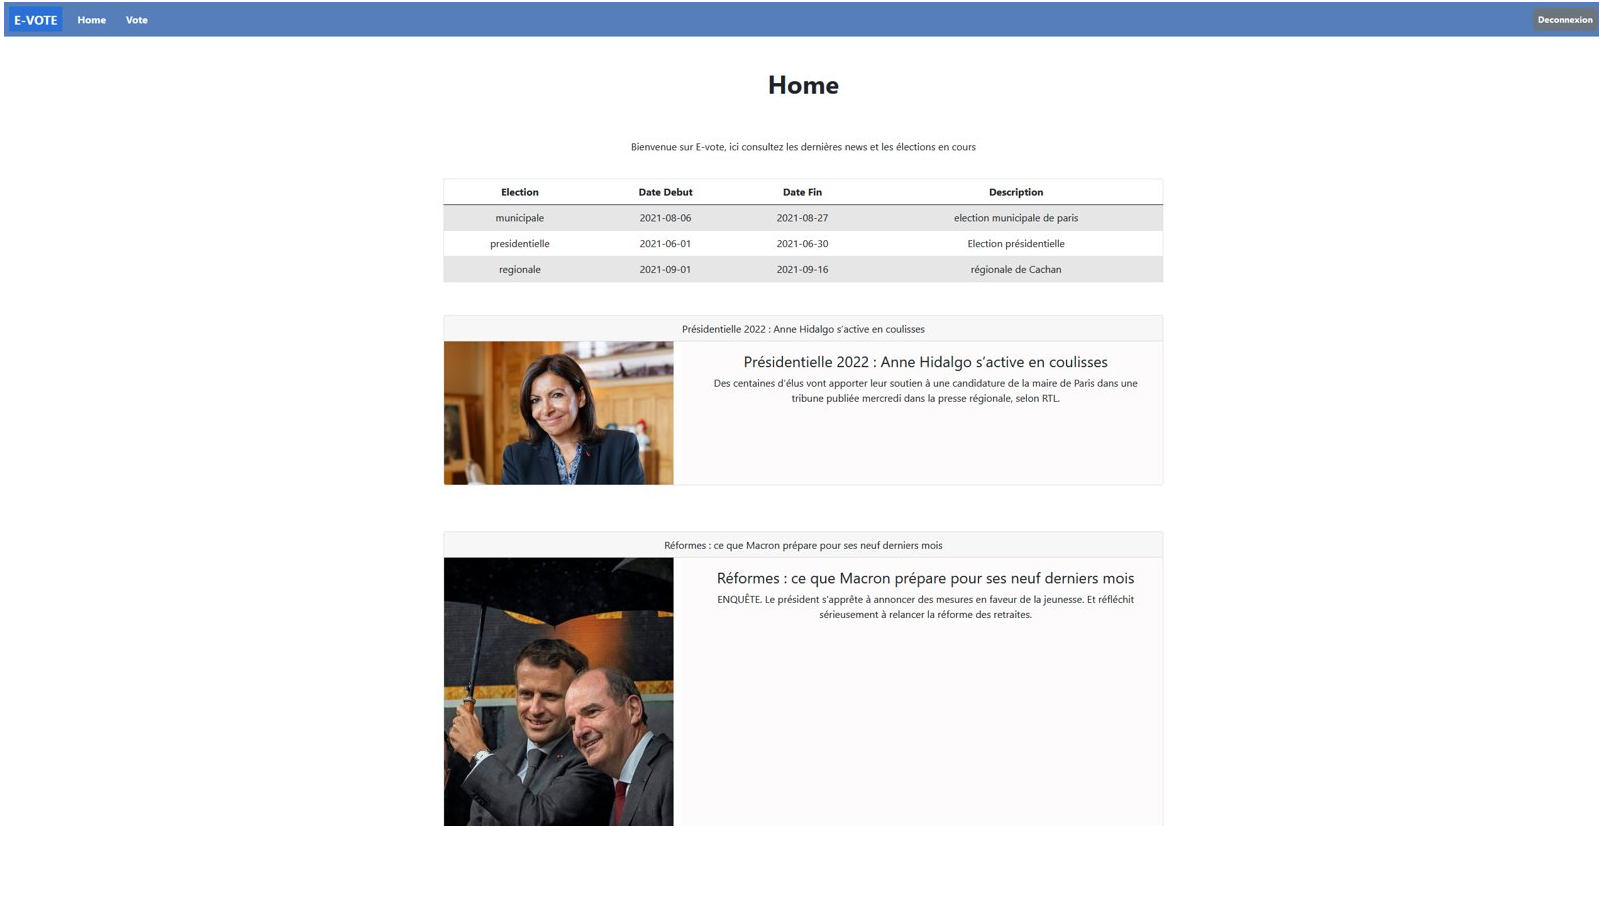 E-VOTE Home Vote Deconnexion
Home
Bienvenue sur E-vote, ici consultez les dernières news et les élections en cours
Election Date Debut Date Fin Description
municipale 2021-08-06 2021-08-27 election municipale de paris
presidentielle 2021-06-01 2021-06-30 Election présidentielle
regionale 2021-09-01 2021-09-16 régionale de Cachan
Présidentielle 2022 : Anne Hidalgo s’active en coulisses
Présidentielle 2022 : Anne Hidalgo s’active en coulisses
Des centaines d’élus vont apporter leur soutien à une candidature de la maire de Paris dans une
tribune publiée mercredi dans la presse régionale, selon RTL.
Réformes : ce que Macron prépare pour ses neuf derniers mois
Réformes : ce que Macron prépare pour ses neuf derniers mois
ENQUÊTE. Le président s’apprête à annoncer des mesures en faveur de la jeunesse. Et réfléchit
sérieusement à relancer la réforme des retraites.